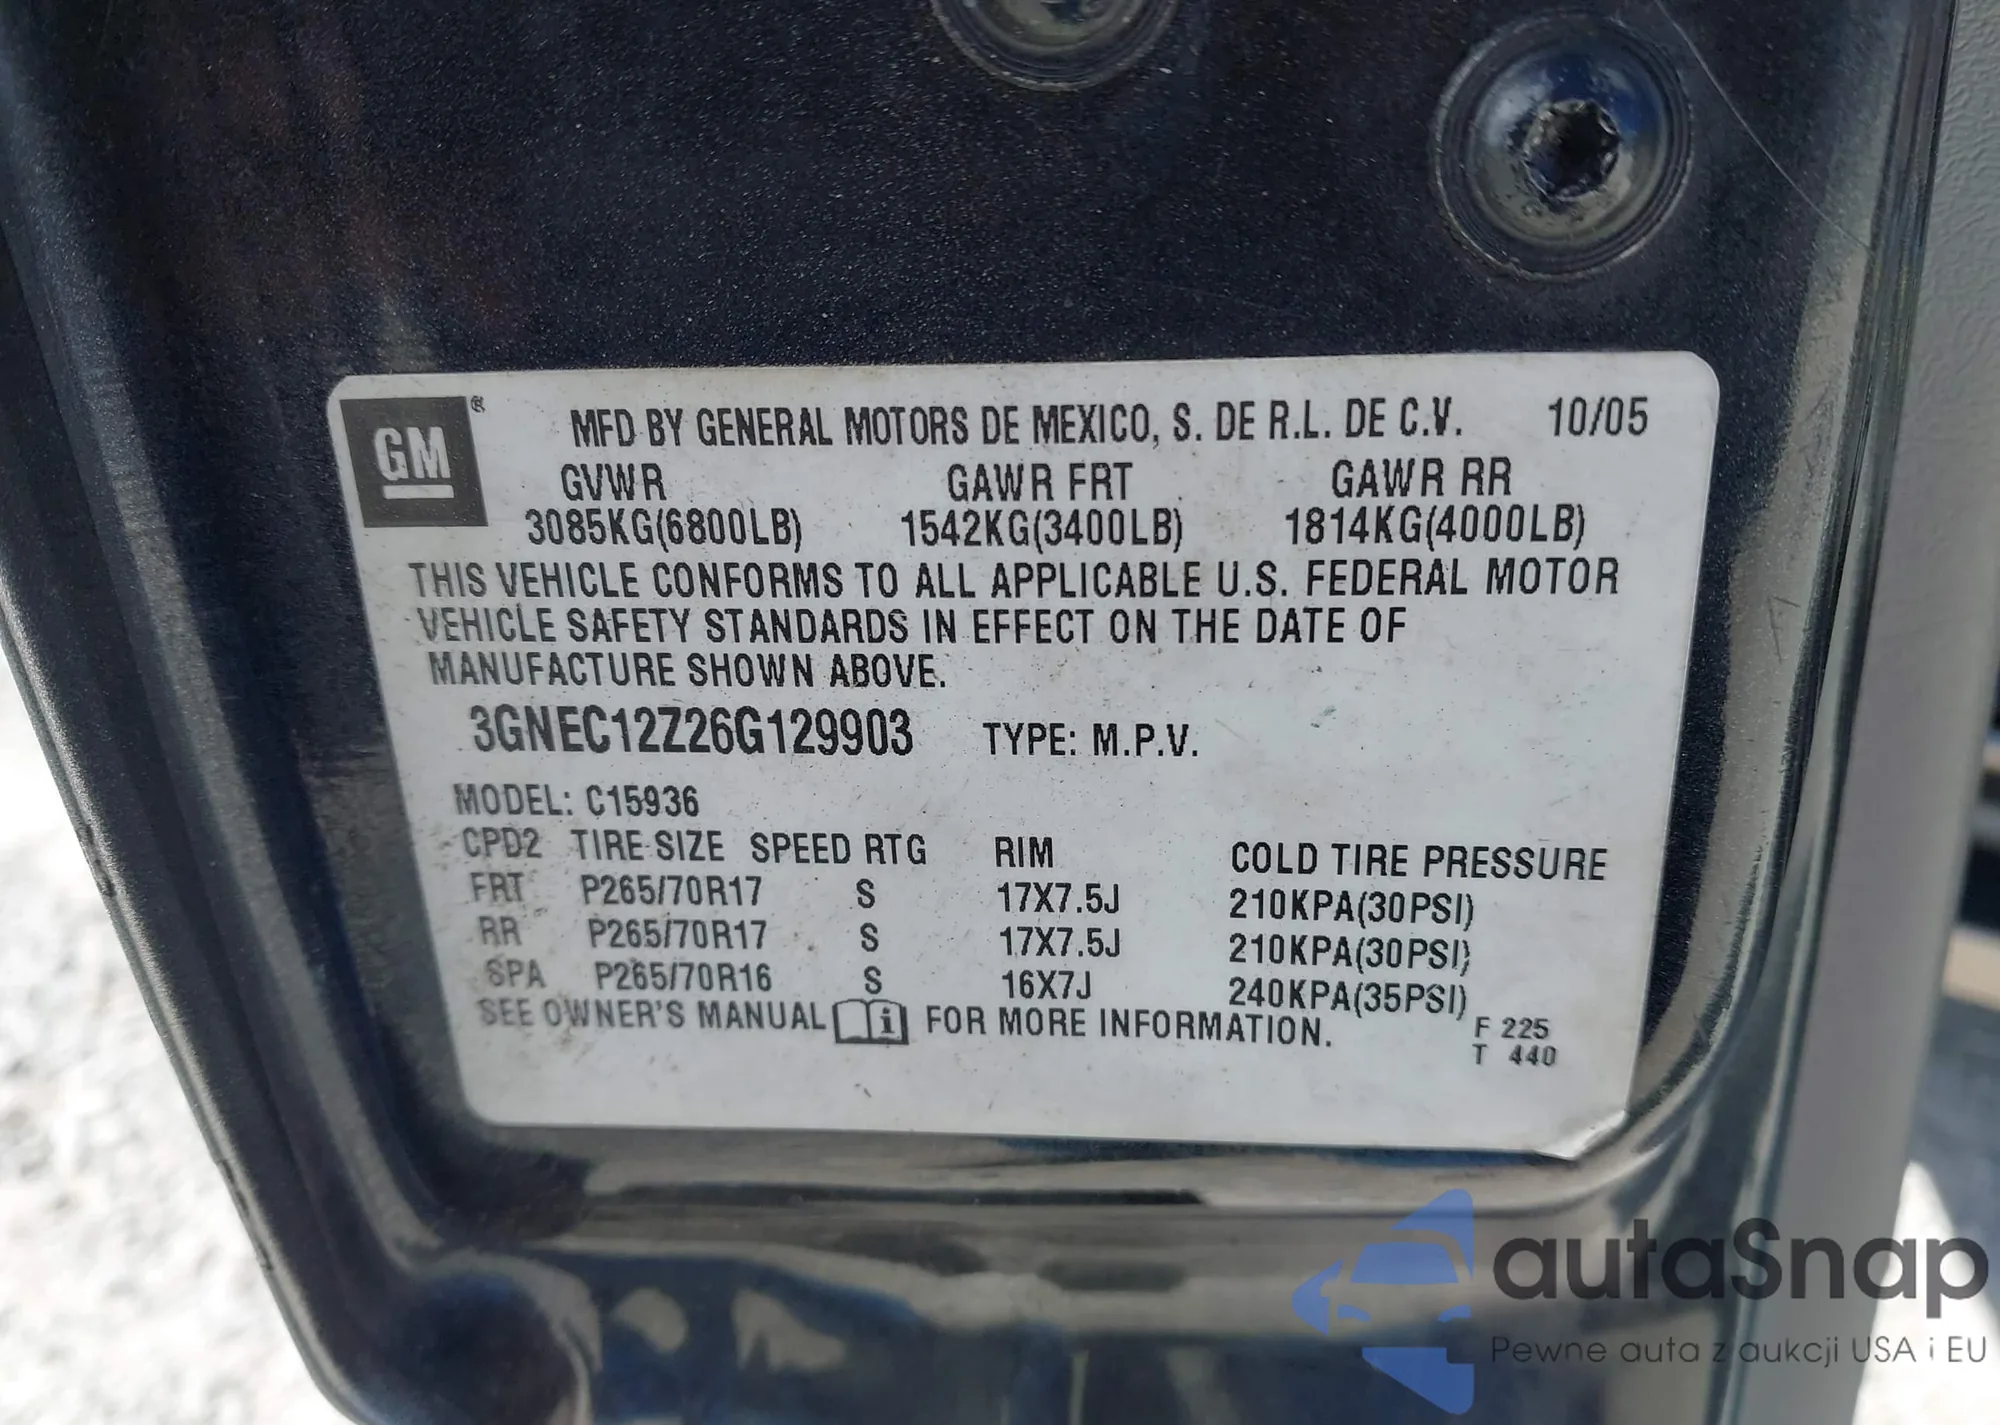 GM ®
MFD BY GENERAL MOTORS DE MEXICO, S. DE R.L. DE C.V. 10/05
GVWR GAWR FRT GAWR RR
3085KG(6800LB) 1542KG(3400LB) 1814KG(4000LB)
THIS VEHICLE CONFORMS TO ALL APPLICABLE U.S. FEDERAL MOTOR
VEHICLE SAFETY STANDARDS IN EFFECT ON THE DATE OF
MANUFACTURE SHOWN ABOVE.
3GNEC12Z26G129903 TYPE: M.P.V.
MODEL: C15936
CPD2 TIRE SIZE SPEED RTG RIM COLD TIRE PRESSURE
FRT P265/70R17 S 17X7.5J 210KPA(30PSI)
RR P265/70R17 S 17X7.5J 210KPA(30PSI)
SPA P265/70R16 S 16X7J 240KPA(35PSI)
SEE OWNER'S MANUAL i FOR MORE INFORMATION.
F 225
T 440
autaSnap
Pewne auta z aukcji USA i EU